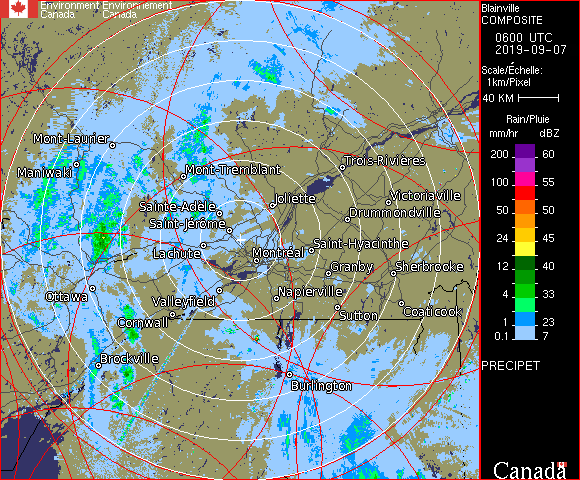 Environment Environnement
Canada Canada
Blainville
COMPOSITE
0600 UTC
2019-09-07
Scale/Échelle:
1km/Pixel
40 KM
Rain/Pluie
mm/hr dBZ
200 60
100 55
50 50
24 45
12 40
4 33
1 23
0.1 7
PRECIPET
Canada
Mont-Laurier
Maniwaki
Mont-Tremblant
Trois-Rivières
Sainte-Adèle
Joliette
Victoriaville
Drummondville
Saint-Jérôme
Lachute
Montréal
Saint-Hyacinthe
Granby
Sherbrooke
Ottawa
Valleyfield
Napierville
Cornwall
Sutton
Coaticook
Brockville
Burlington